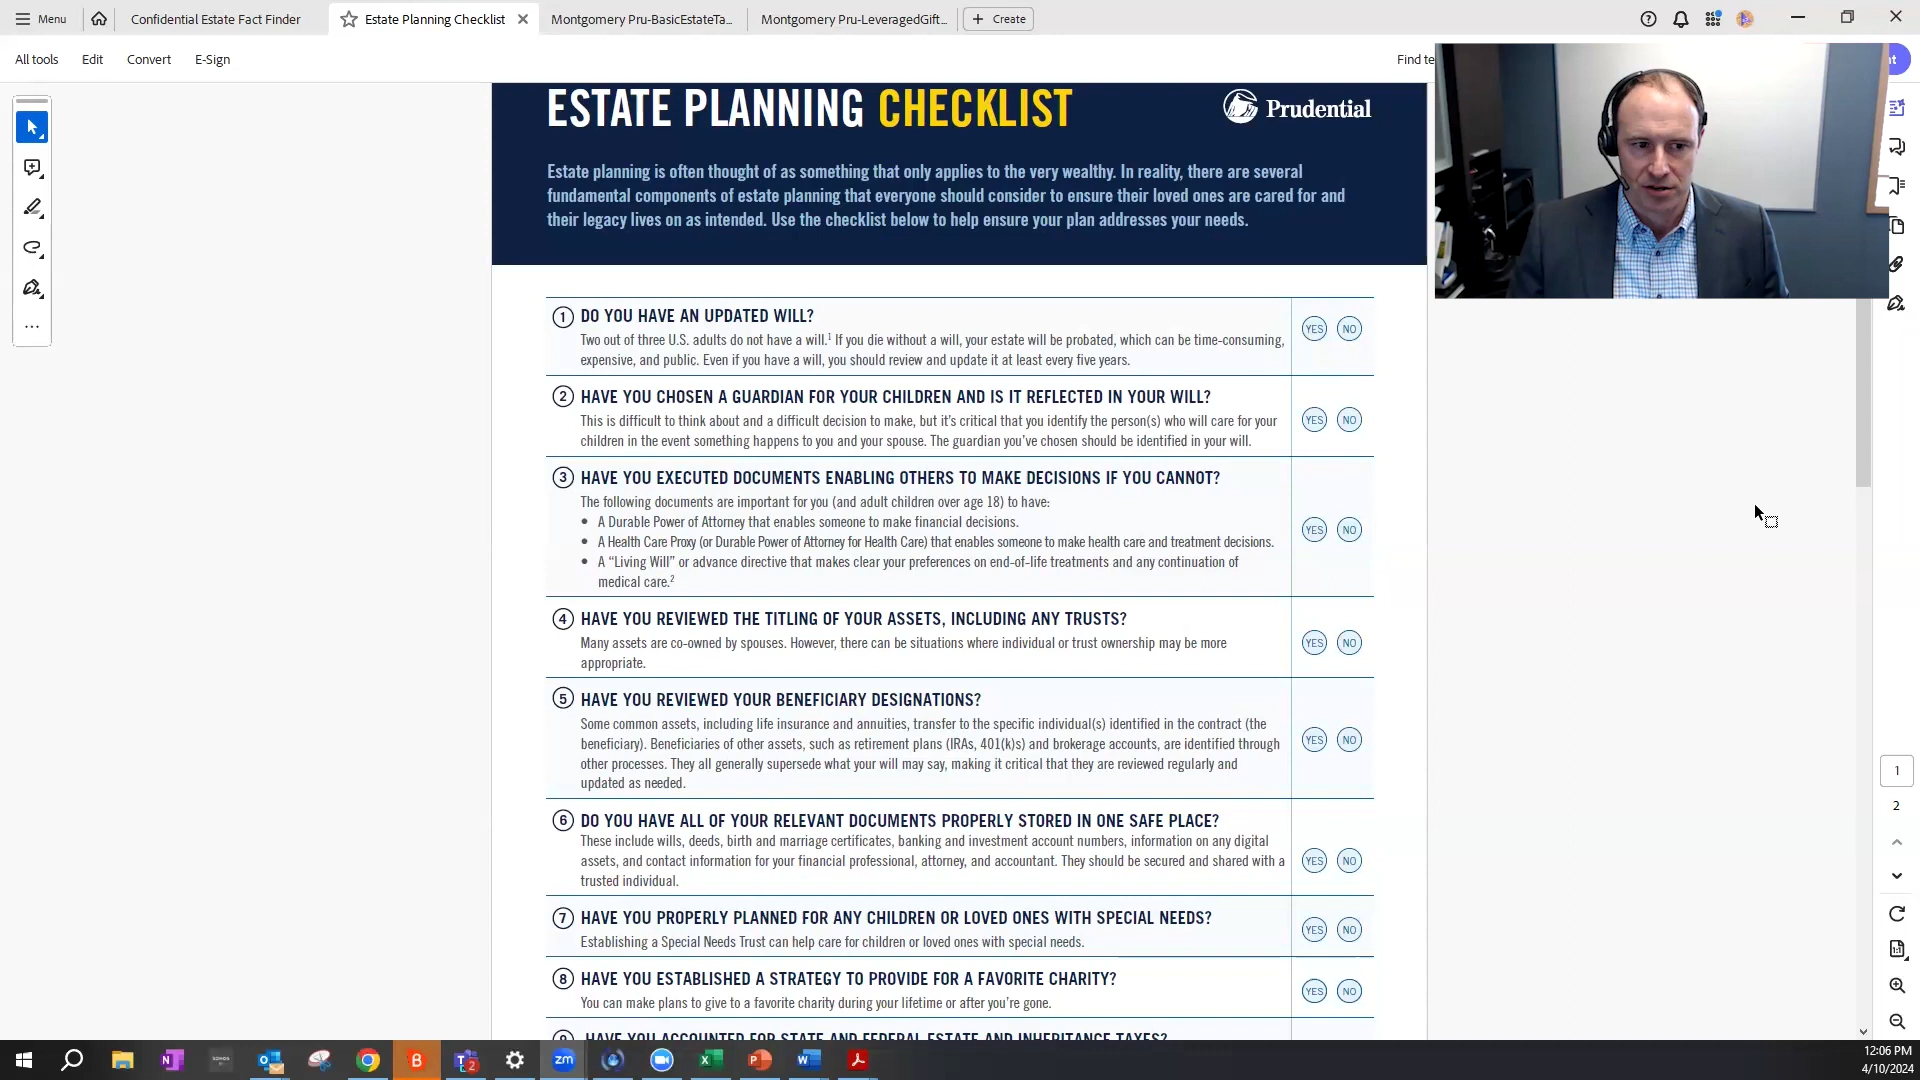 Menu
Confidential Estate Fact Finder
Estate Planning Checklist
Montgomery Pru-BasicEstateTa...
Montgomery Pru-LeveragedGift...
Create
All tools
Edit
Convert
E-Sign
Find te
nt
ESTATE PLANNING CHECKLIST
Prudential
Estate planning is often thought of as something that only applies to the very wealthy. In reality, there are several
fundamental components of estate planning that everyone should consider to ensure their loved ones are cared for and
their legacy lives on as intended. Use the checklist below to help ensure your plan addresses your needs.
1 DO YOU HAVE AN UPDATED WILL?
Two out of three U.S. adults do not have a will.1 If you die without a will, your estate will be probated, which can be time-consuming,
expensive, and public. Even if you have a will, you should review and update it at least every five years.
YES NO
2 HAVE YOU CHOSEN A GUARDIAN FOR YOUR CHILDREN AND IS IT REFLECTED IN YOUR WILL?
This is difficult to think about and a difficult decision to make, but it's critical that you identify the person(s) who will care for your
children in the event something happens to you and your spouse. The guardian you've chosen should be identified in your will.
YES NO
3 HAVE YOU EXECUTED DOCUMENTS ENABLING OTHERS TO MAKE DECISIONS IF YOU CANNOT?
The following documents are important for you (and adult children over age 18) to have:
• A Durable Power of Attorney that enables someone to make financial decisions.
• A Health Care Proxy (or Durable Power of Attorney for Health Care) that enables someone to make health care and treatment decisions.
• A “Living Will” or advance directive that makes clear your preferences on end-of-life treatments and any continuation of
medical care.2
YES NO
4 HAVE YOU REVIEWED THE TITLING OF YOUR ASSETS, INCLUDING ANY TRUSTS?
Many assets are co-owned by spouses. However, there can be situations where individual or trust ownership may be more
appropriate.
YES NO
5 HAVE YOU REVIEWED YOUR BENEFICIARY DESIGNATIONS?
Some common assets, including life insurance and annuities, transfer to the specific individual(s) identified in the contract (the
beneficiary). Beneficiaries of other assets, such as retirement plans (IRAs, 401(k)s) and brokerage accounts, are identified through
other processes. They all generally supersede what your will may say, making it critical that they are reviewed regularly and
updated as needed.
YES NO
6 DO YOU HAVE ALL OF YOUR RELEVANT DOCUMENTS PROPERLY STORED IN ONE SAFE PLACE?
These include wills, deeds, birth and marriage certificates, banking and investment account numbers, information on any digital
assets, and contact information for your financial professional, attorney, and accountant. They should be secured and shared with a
trusted individual.
YES NO
7 HAVE YOU PROPERLY PLANNED FOR ANY CHILDREN OR LOVED ONES WITH SPECIAL NEEDS?
Establishing a Special Needs Trust can help care for children or loved ones with special needs.
YES NO
8 HAVE YOU ESTABLISHED A STRATEGY TO PROVIDE FOR A FAVORITE CHARITY?
You can make plans to give to a favorite charity during your lifetime or after you're gone.
YES NO
9 HAVE YOU ACCOUNTED FOR STATE AND FEDERAL ESTATE AND INHERITANCE TAXES?
1
2
zm
12:06 PM
4/10/2024